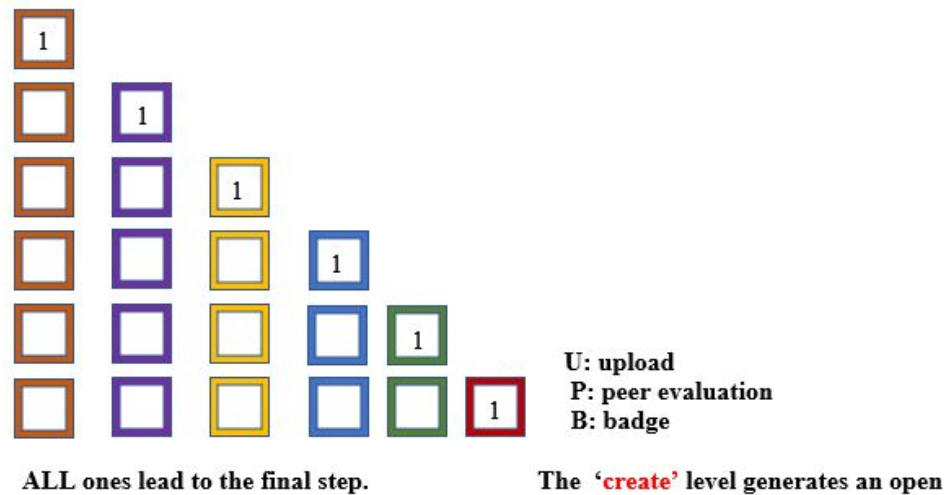 1
1
1
1
1
1
U: upload
P: peer evaluation
B: badge
ALL ones lead to the final step.
The ‘create’ level generates an open